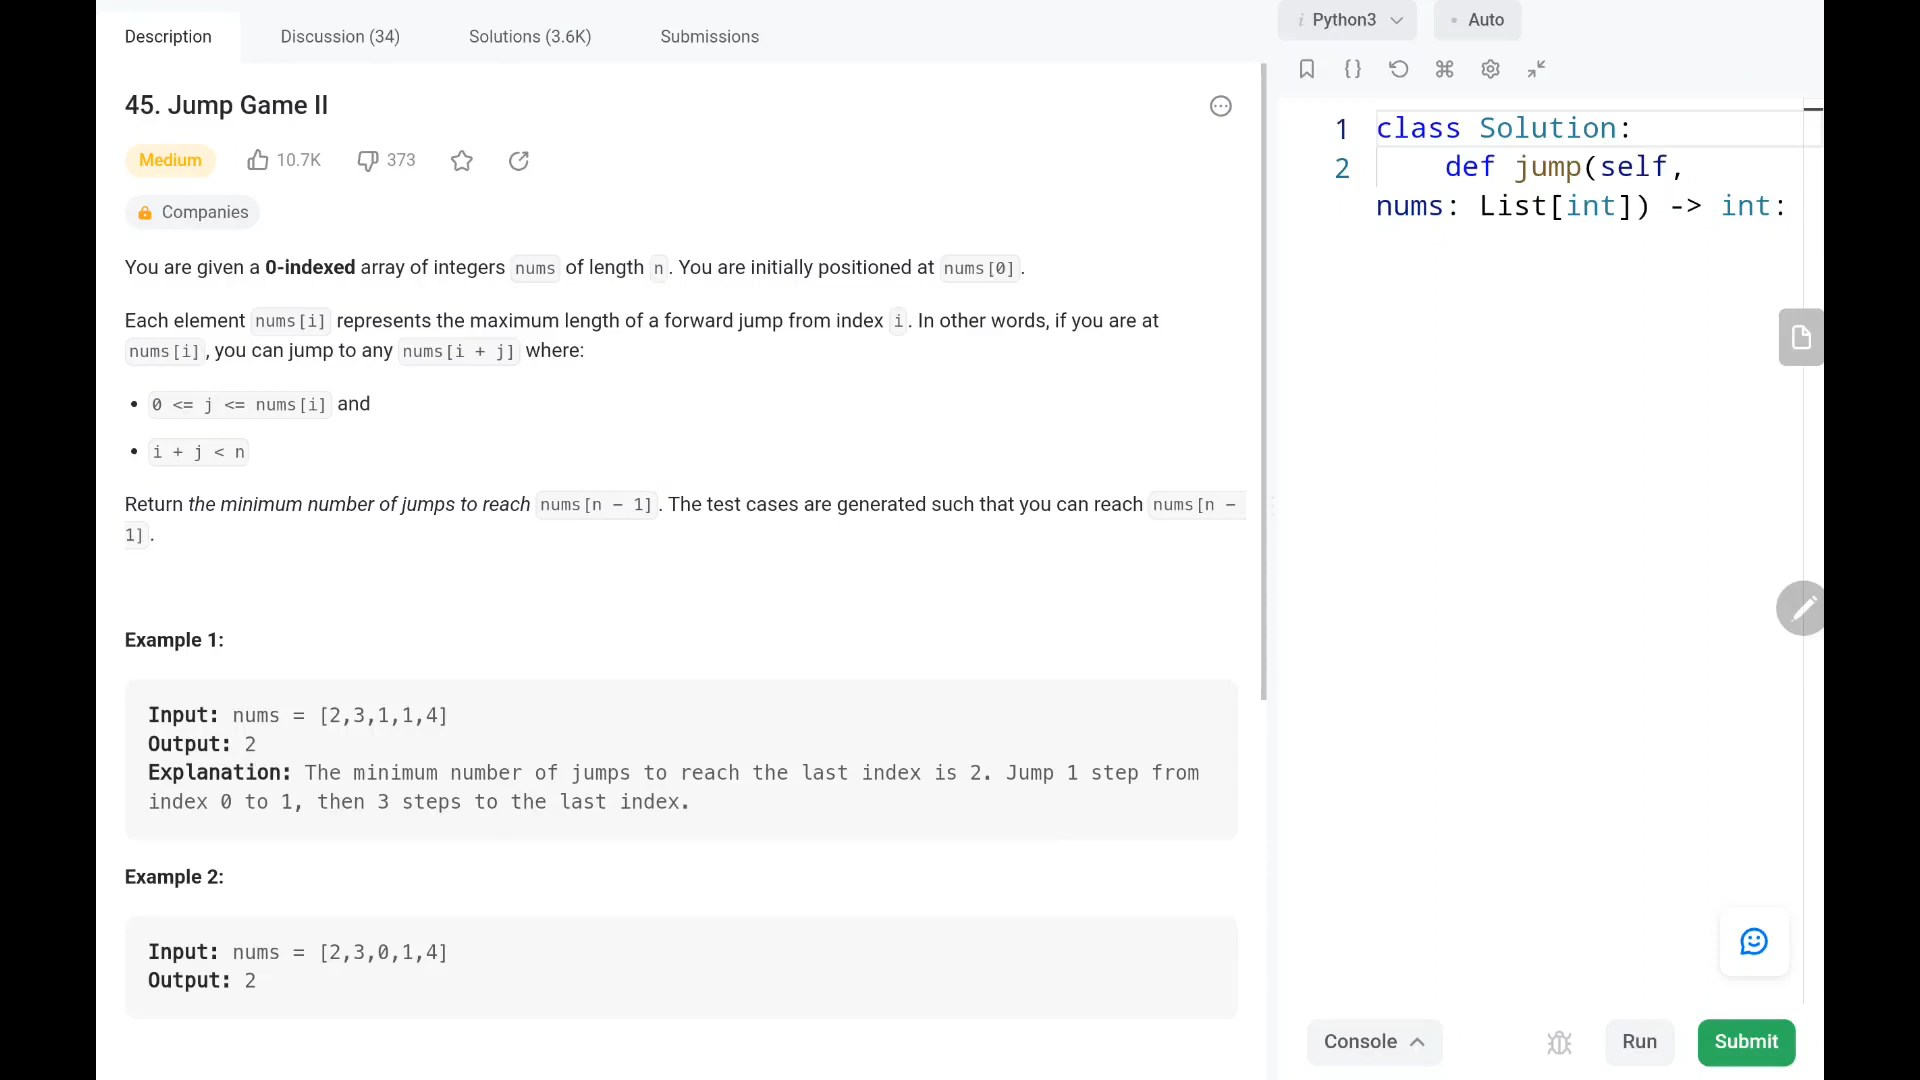 Description
Discussion (34)
Solutions (3.6K)
Submissions
i Python3
Auto
45. Jump Game II
Medium
10.7K
373
Companies
You are given a 0-indexed array of integers nums of length n. You are initially positioned at nums[0].
Each element nums[i] represents the maximum length of a forward jump from index i. In other words, if you are at
nums[i], you can jump to any nums[i + j] where:
• 0 <= j <= nums[i] and
• i + j < n
Return the minimum number of jumps to reach nums[n - 1]. The test cases are generated such that you can reach nums[n -
1].
Example 1:
Input: nums = [2,3,1,1,4]
Output: 2
Explanation: The minimum number of jumps to reach the last index is 2. Jump 1 step from
index 0 to 1, then 3 steps to the last index.
Example 2:
Input: nums = [2,3,0,1,4]
Output: 2
{}
⌘
1 class Solution:
2 def jump(self,
nums: List[int]) -> int:
Console
Run
Submit